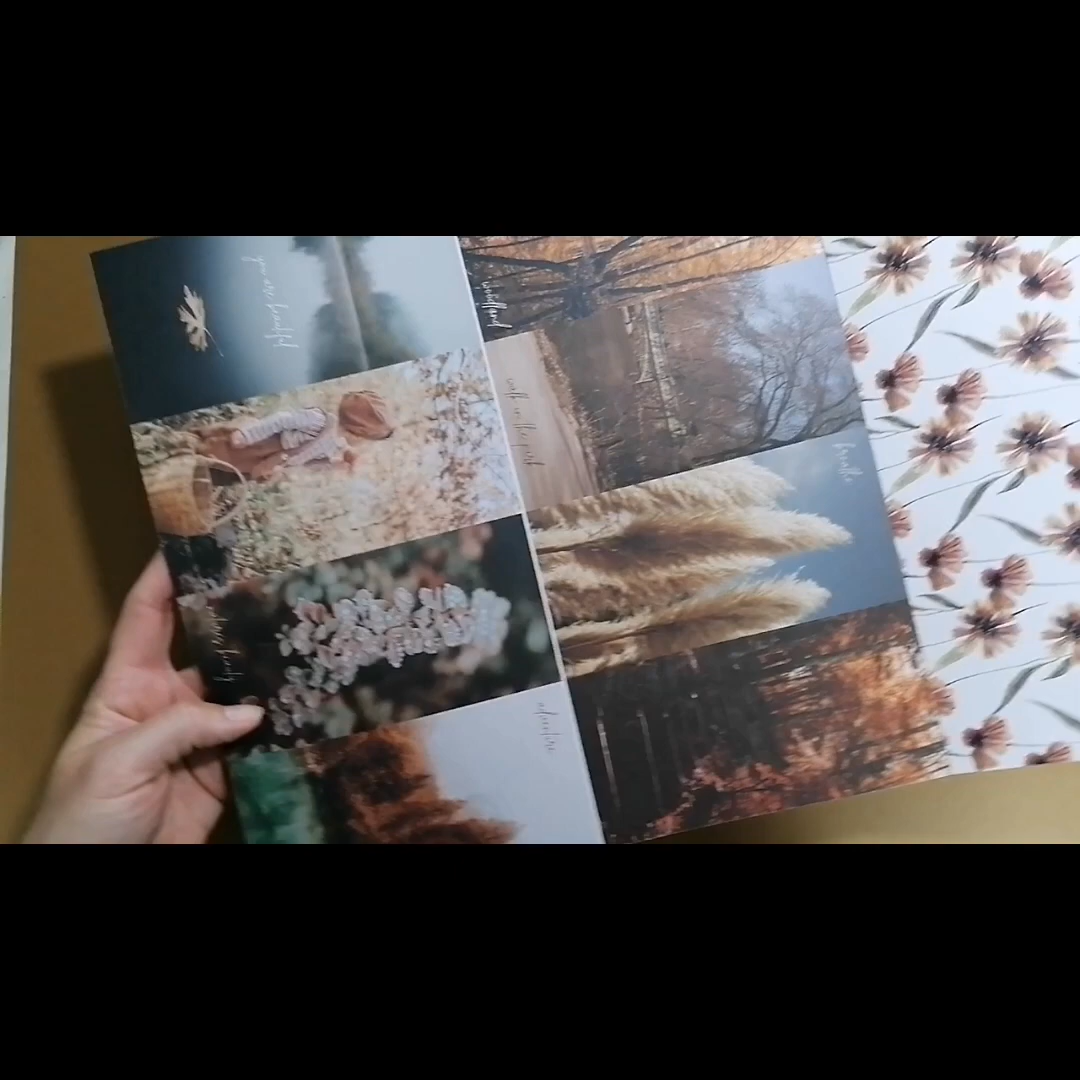 you are beautiful
woodland
walk in the park
breathe
adventure